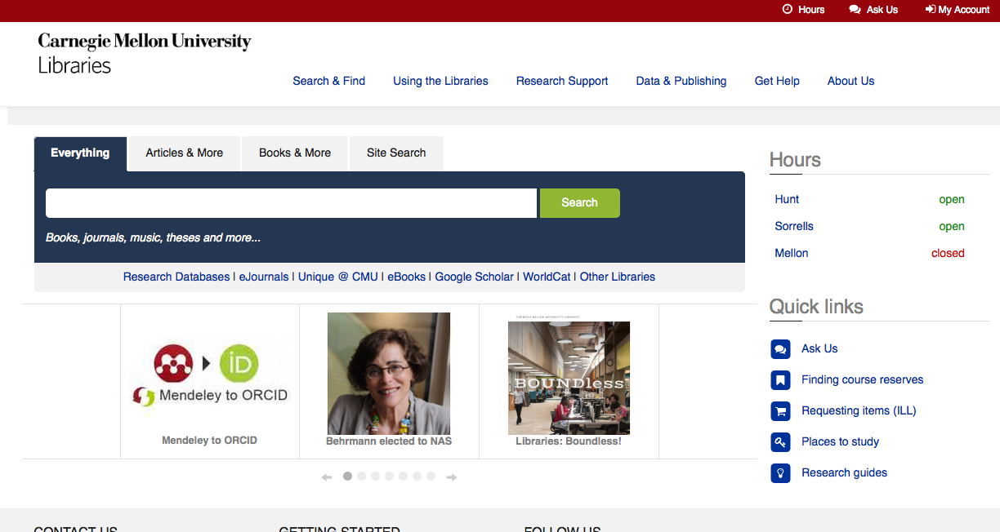 Hours Ask Us My Account
Carnegie Mellon University
Libraries
Search & Find Using the Libraries Research Support Data & Publishing Get Help About Us
Everything Articles & More Books & More Site Search
Search
Books, journals, music, theses and more...
Research Databases | eJournals | Unique @ CMU | eBooks | Google Scholar | WorldCat | Other Libraries
iD
Mendeley to ORCID
Mendeley to ORCID
Behrmann elected to NAS
CARNEGIE MELLON UNIVERSITY LIBRARIES
BOUNDless
Libraries: Boundless!
Hours
Hunt open
Sorrells open
Mellon closed
Quick links
Ask Us
Finding course reserves
Requesting items (ILL)
Places to study
Research guides
CONTACT US GETTING STARTED FOLLOW US